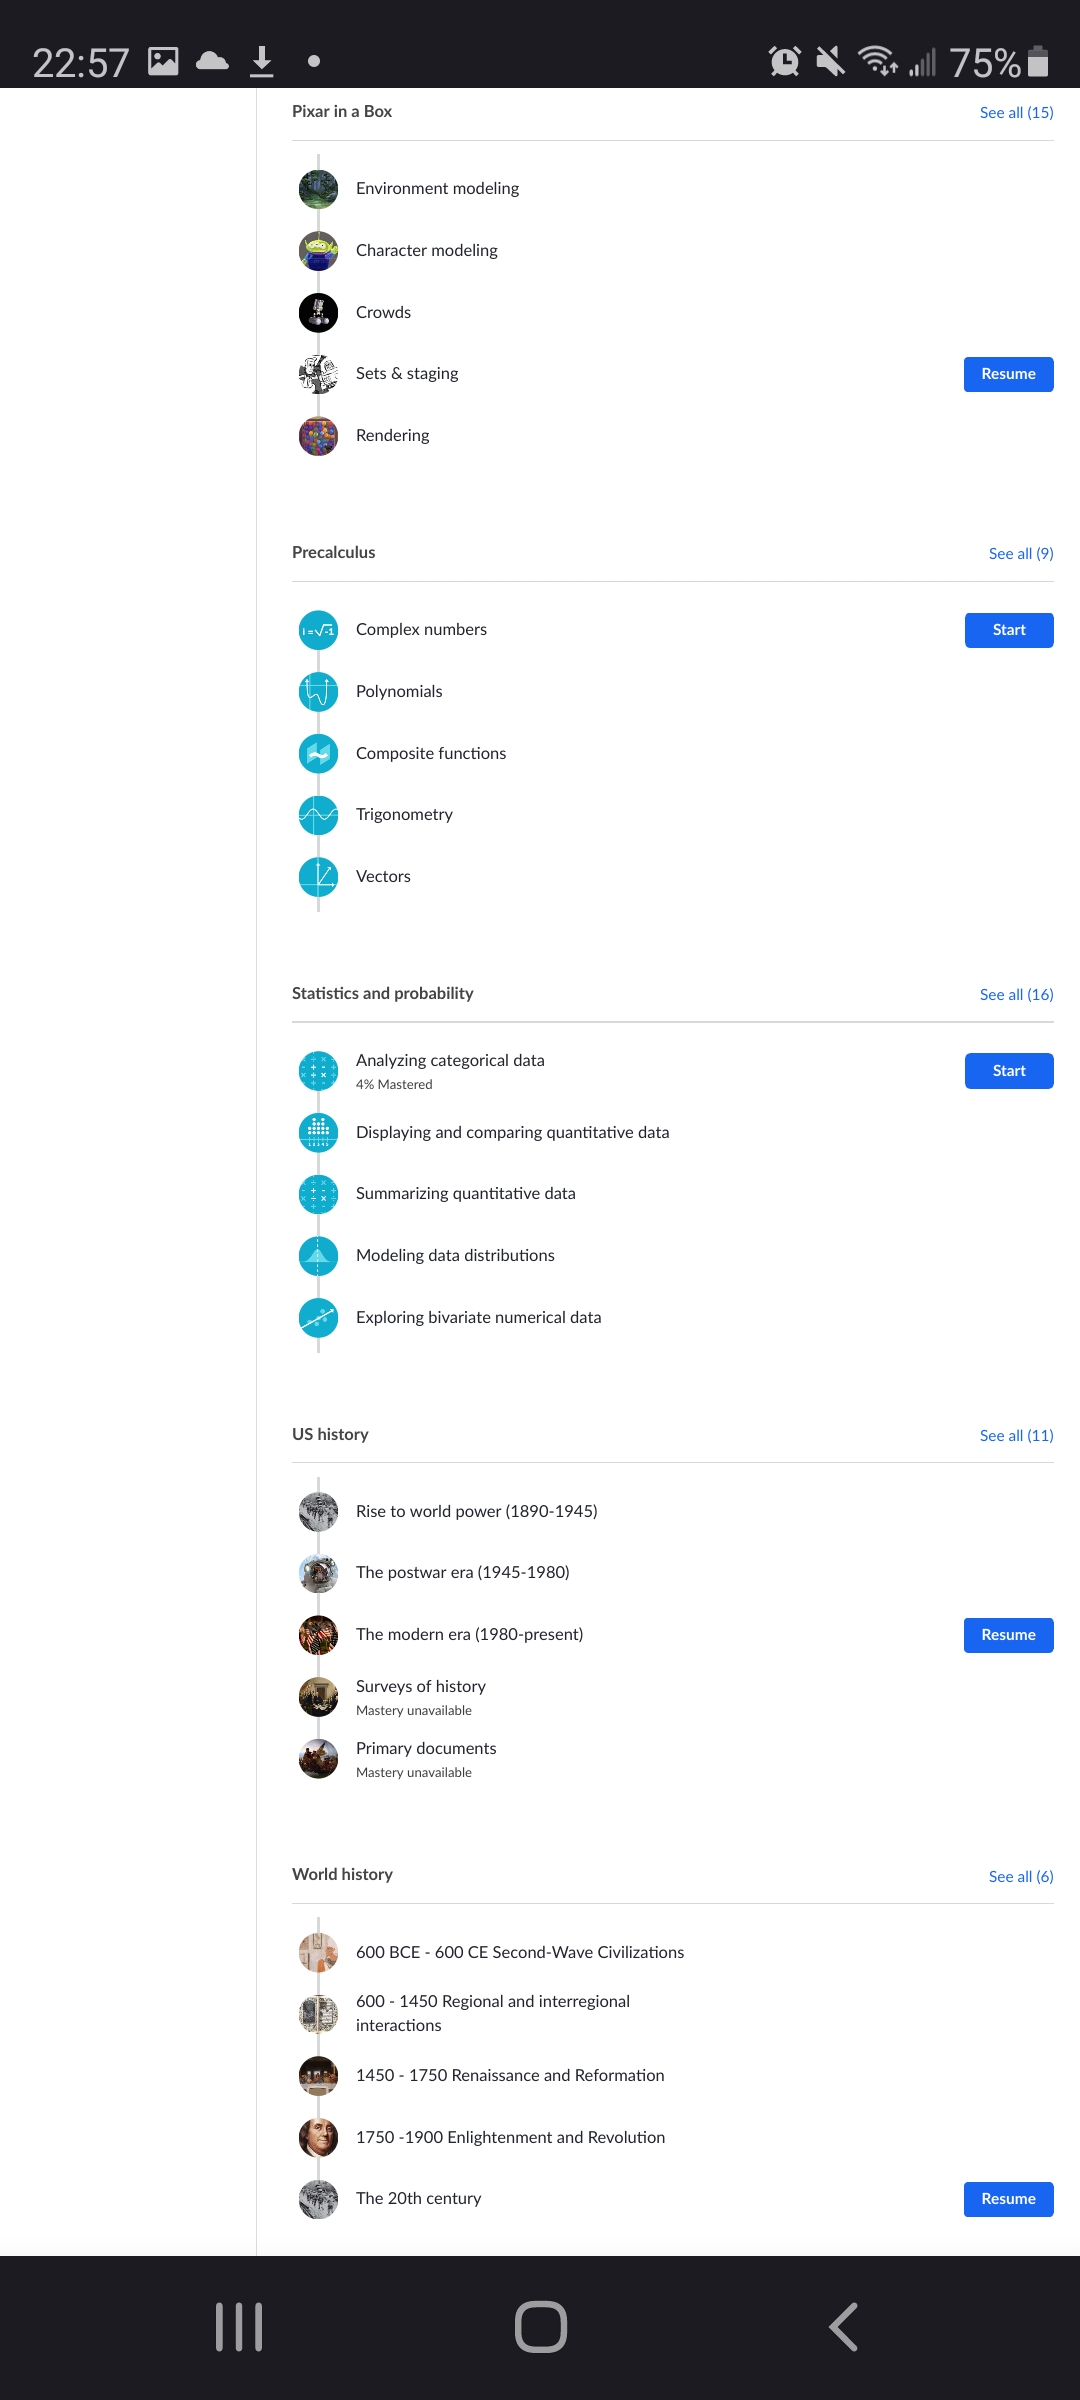 22:57
75%
Pixar in a Box
See all (15)
Environment modeling
Character modeling
Crowds
Sets & staging
Resume
Rendering
Precalculus
See all (9)
i = √-1
Complex numbers
Start
Polynomials
Composite functions
Trigonometry
Vectors
Statistics and probability
See all (16)
Analyzing categorical data
4% Mastered
Start
Displaying and comparing quantitative data
Summarizing quantitative data
Modeling data distributions
Exploring bivariate numerical data
US history
See all (11)
Rise to world power (1890-1945)
The postwar era (1945-1980)
The modern era (1980-present)
Resume
Surveys of history
Mastery unavailable
Primary documents
Mastery unavailable
World history
See all (6)
600 BCE - 600 CE Second-Wave Civilizations
600 - 1450 Regional and interregional
interactions
1450 - 1750 Renaissance and Reformation
1750 -1900 Enlightenment and Revolution
The 20th century
Resume